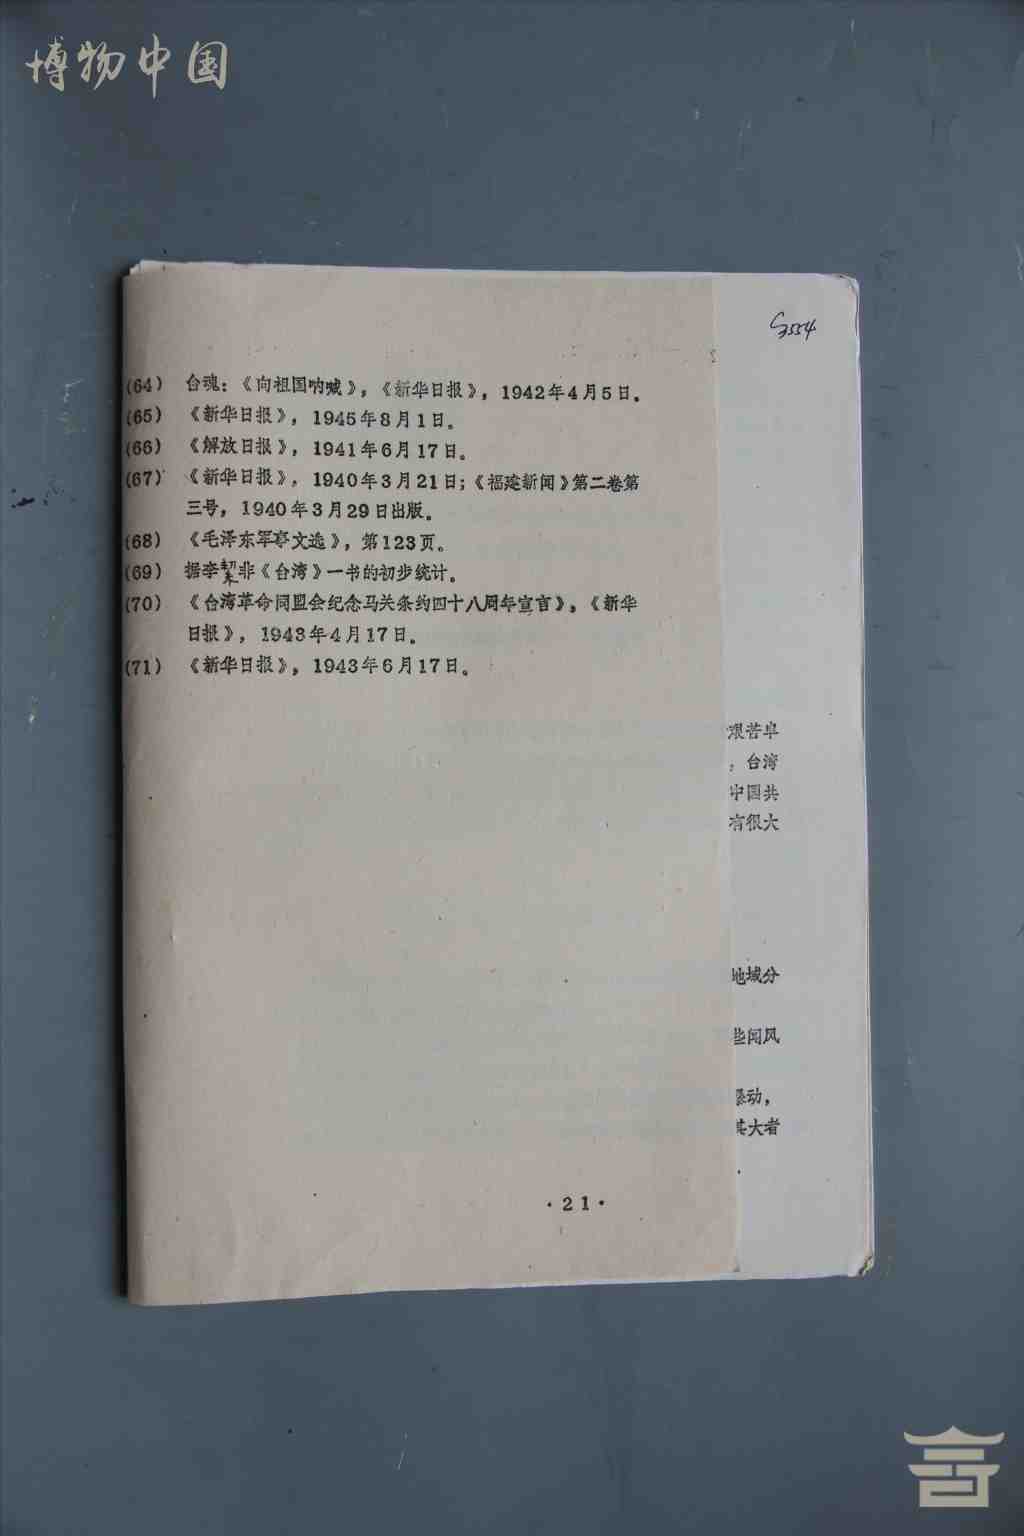 博物中国
(64) 台魂：《向祖国呐喊》，《新华日报》，1942年4月5日。
(65) 《新华日报》，1945年8月1日。
(66) 《解放日报》，1941年6月17日。
(67) 《新华日报》，1940年3月21日；《福建新闻》第二卷第
三号，1940年3月29日出版。
(68) 《毛泽东军事文选》，第123页。
(69) 据李絜非《台湾》一书的初步统计。
(70) 《台湾革命同盟会纪念马关条约四十八周年宣言》，《新华
日报》，1943年4月17日。
(71) 《新华日报》，1943年6月17日。
艰苦卓
，台湾
中国共
有很大
地域分
些闻风
暴动，
其大者
·21·